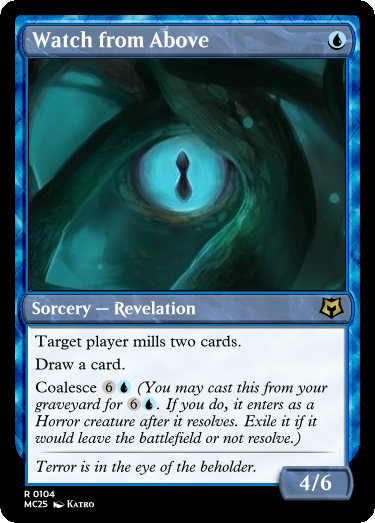 Watch from Above
Sorcery — Revelation
Target player mills two cards.
Draw a card.
Coalesce 6 (You may cast this from your
graveyard for 6. If you do, it enters as a
Horror creature after it resolves. Exile it if it
would leave the battlefield or not resolve.)
Terror is in the eye of the beholder.
4/6
R 0104
MC25 Katro